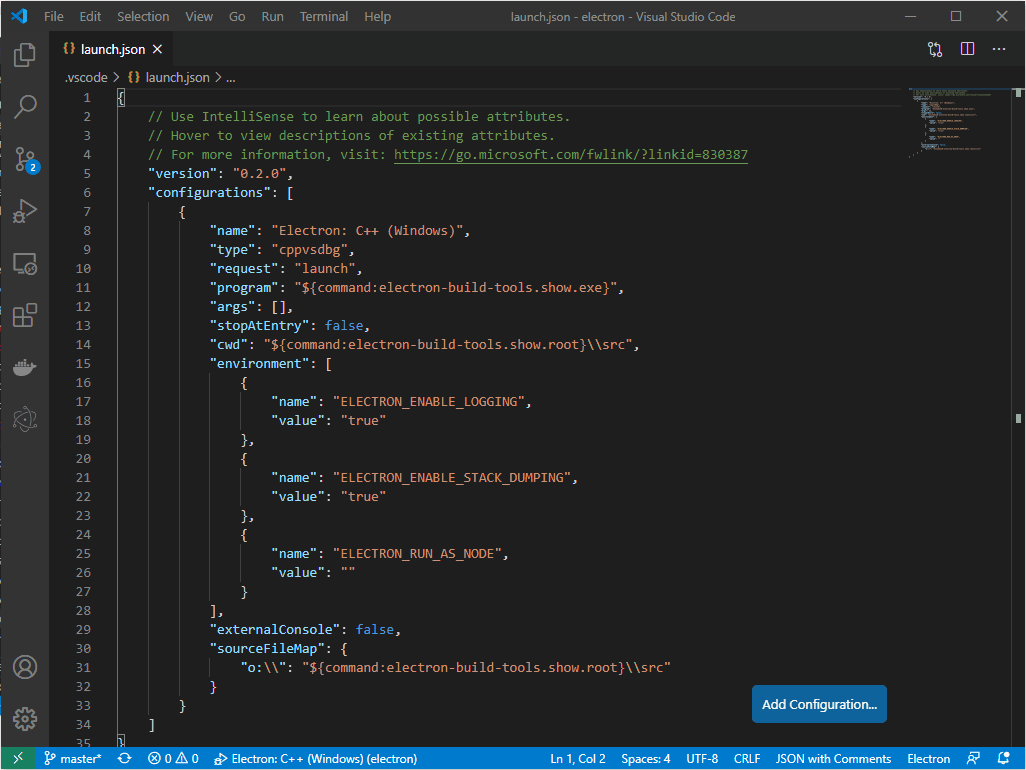 File Edit Selection View Go Run Terminal Help launch.json - electron - Visual Studio Code
launch.json
.vscode > launch.json > ...
1 {
2 // Use IntelliSense to learn about possible attributes.
3 // Hover to view descriptions of existing attributes.
4 // For more information, visit: https://go.microsoft.com/fwlink/?linkid=830387
5 "version": "0.2.0",
6 "configurations": [
7 {
8 "name": "Electron: C++ (Windows)",
9 "type": "cppvsdbg",
10 "request": "launch",
11 "program": "${command:electron-build-tools.show.exe}",
12 "args": [],
13 "stopAtEntry": false,
14 "cwd": "${command:electron-build-tools.show.root}\\src",
15 "environment": [
16 {
17 "name": "ELECTRON_ENABLE_LOGGING",
18 "value": "true"
19 },
20 {
21 "name": "ELECTRON_ENABLE_STACK_DUMPING",
22 "value": "true"
23 },
24 {
25 "name": "ELECTRON_RUN_AS_NODE",
26 "value": ""
27 }
28 ],
29 "externalConsole": false,
30 "sourceFileMap": {
31 "o:\\": "${command:electron-build-tools.show.root}\\src"
32 }
33 }
34 ]
35 }
2
Add Configuration...
master* 0 0 Electron: C++ (Windows) (electron) Ln 1, Col 2 Spaces: 4 UTF-8 CRLF JSON with Comments Electron